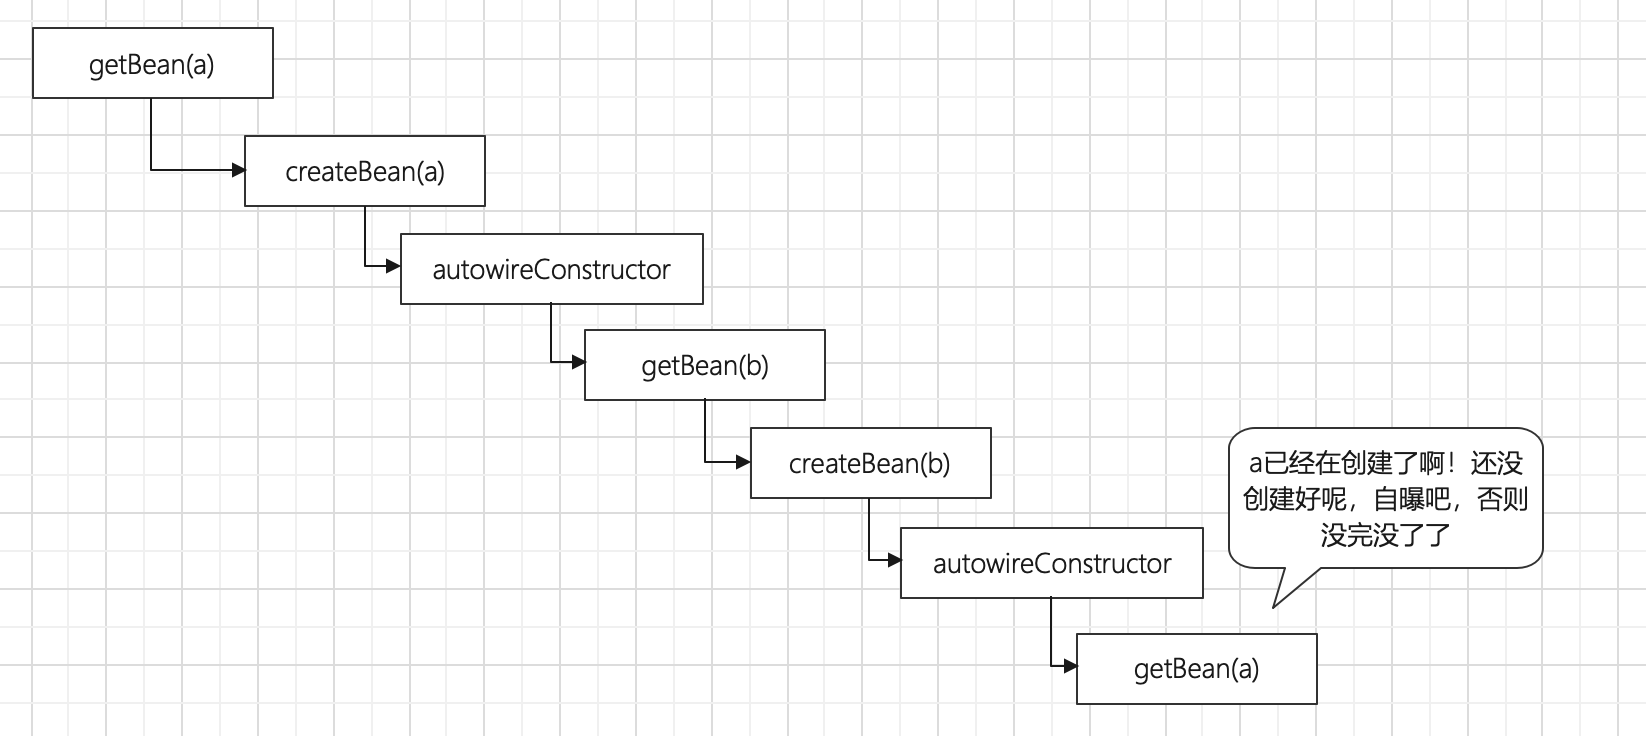 getBean(a)
createBean(a)
autowireConstructor
getBean(b)
createBean(b)
autowireConstructor
a已经在创建了啊！还没
创建好呢，自曝吧，否则
没完没了了
getBean(a)